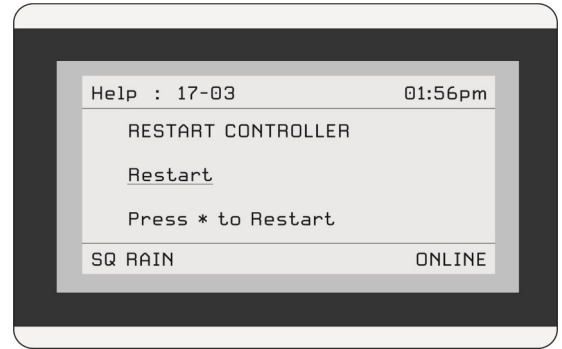 Help : 17-03 01:56pm
RESTART CONTROLLER
Restart
Press * to Restart
SQ RAIN ONLINE